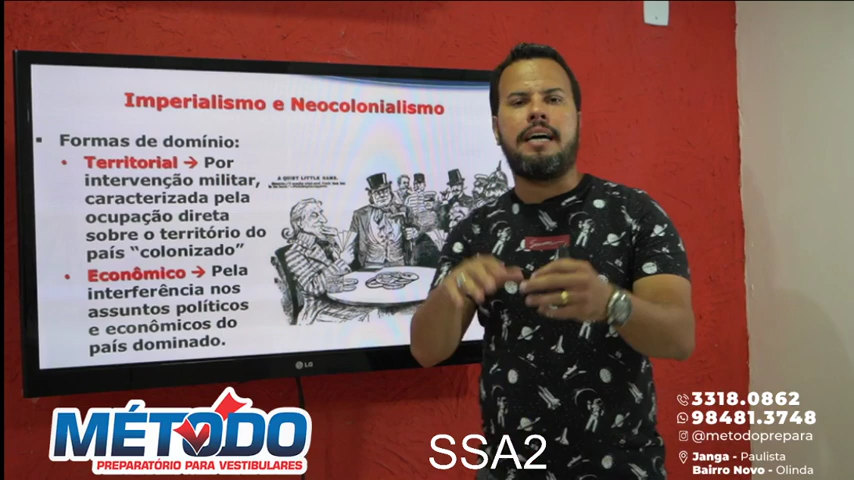 Imperialismo e Neocolonialismo
Formas de domínio:
Territorial → Por
intervenção militar,
caracterizada pela
ocupação direta
sobre o território do
país “colonizado”
Econômico → Pela
interferência nos
assuntos políticos
e econômicos do
país dominado.
A QUIET LITTLE GAME.
LG
MÉTODO
PREPARATÓRIO PARA VESTIBULARES
SSA2
3318.0862
98481.3748
@metodoprepara
Janga - Paulista
Bairro Novo - Olinda